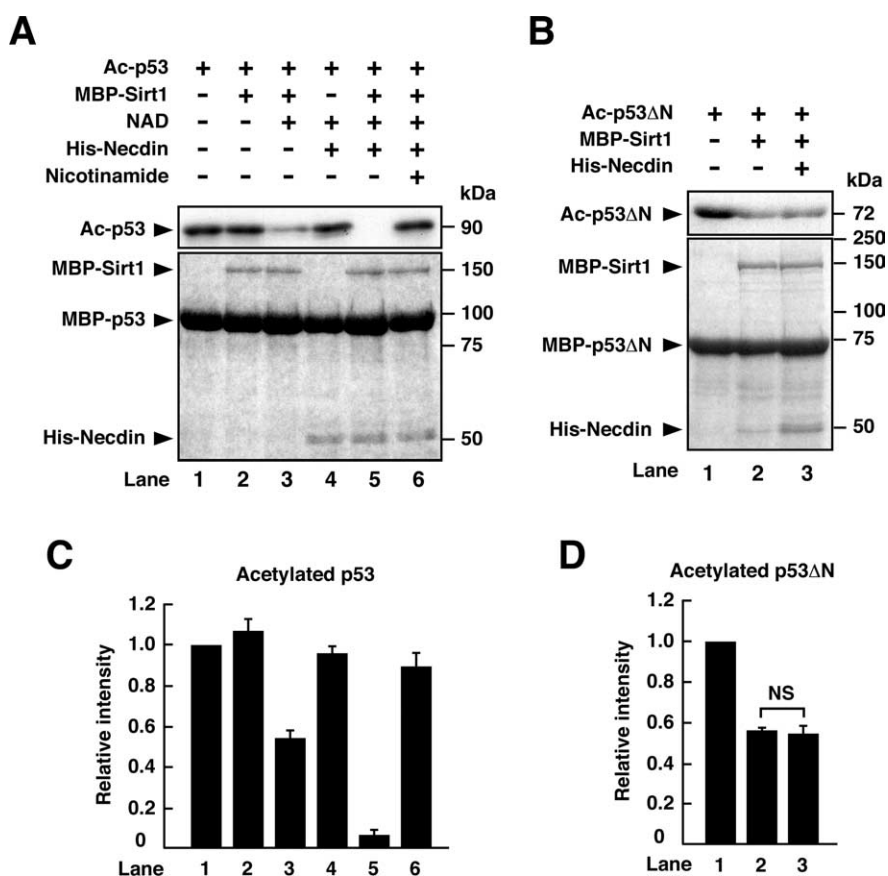 A
Ac-p53 + + + + + +
MBP-Sirt1 - + + - + +
NAD - - + + + +
His-Necdin - - - + + +
Nicotinamide - - - - - +
kDa
Ac-p53 90
MBP-Sirt1 150
MBP-p53 100
75
His-Necdin 50
Lane 1 2 3 4 5 6
B
Ac-p53ΔN + + +
MBP-Sirt1 - + +
His-Necdin - - +
kDa
Ac-p53ΔN 72
250
MBP-Sirt1 150
100
MBP-p53ΔN 75
His-Necdin 50
Lane 1 2 3
C
Acetylated p53
Relative intensity
1.2
1.0
0.8
0.6
0.4
0.2
0
Lane 1 2 3 4 5 6
D
Acetylated p53ΔN
Relative intensity
1.2
1.0
0.8
0.6
0.4
0.2
0
NS
Lane 1 2 3